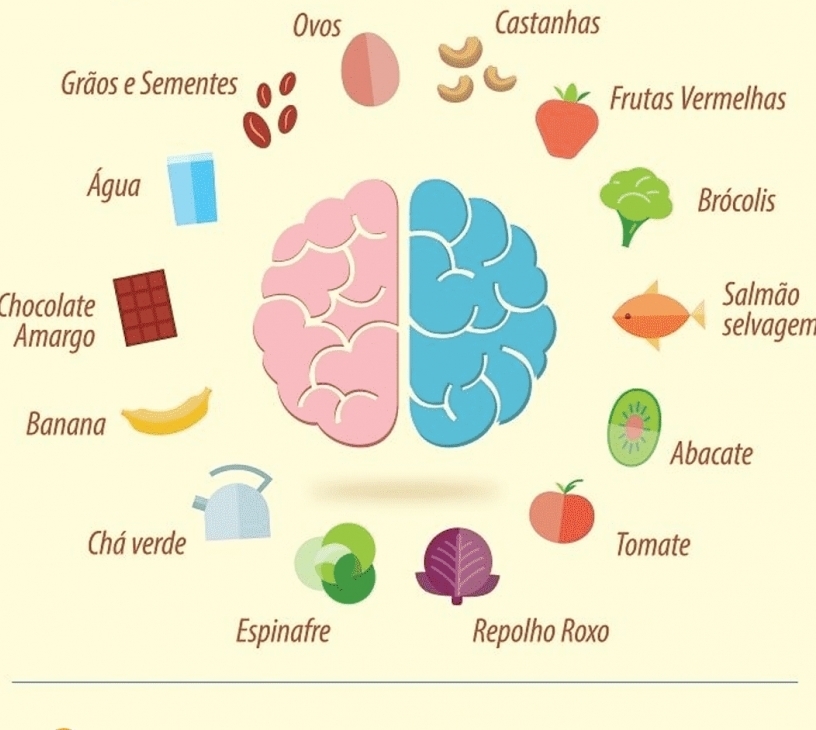 Ovos
Castanhas
Grãos e Sementes
Frutas Vermelhas
Água
Brócolis
Chocolate
Amargo
Salmão
selvagem
Banana
Abacate
Chá verde
Tomate
Espinafre
Repolho Roxo